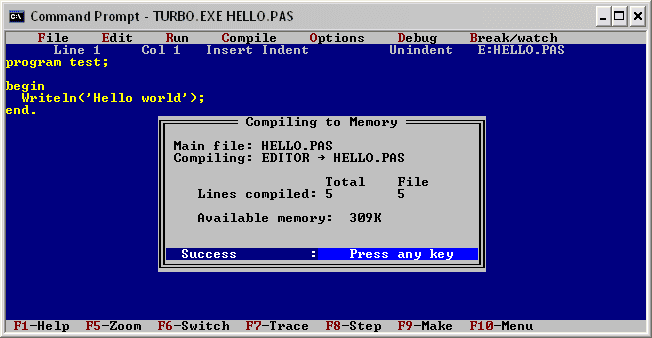 Command Prompt - TURBO.EXE HELLO.PAS
File Edit Run Compile Options Debug Break/watch
Line 1 Col 1 Insert Indent Unindent E:HELLO.PAS
program test;
begin
Writeln('Hello world');
end.
Compiling to Memory
Main file: HELLO.PAS
Compiling: EDITOR → HELLO.PAS
Total File
Lines compiled: 5 5
Available memory: 309K
Success : Press any key
F1-Help F5-Zoom F6-Switch F7-Trace F8-Step F9-Make F10-Menu